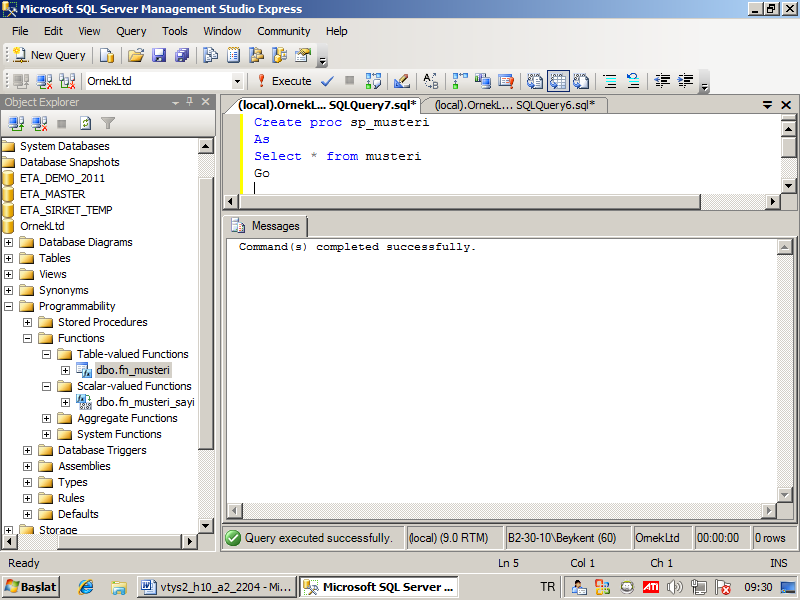 Microsoft SQL Server Management Studio Express
File Edit View Query Tools Window Community Help
New Query
OrnekLtd Execute
Object Explorer
(local).OrnekL... SQLQuery7.sql* (local).OrnekL... SQLQuery6.sql*
Create proc sp_musteri
As
Select * from musteri
Go
System Databases
Database Snapshots
ETA_DEMO_2011
ETA_MASTER
ETA_SIRKET_TEMP
OrnekLtd
Database Diagrams
Tables
Views
Synonyms
Programmability
Stored Procedures
Functions
Table-valued Functions
dbo.fn_musteri
Scalar-valued Functions
dbo.fn_musteri_sayi
Aggregate Functions
System Functions
Database Triggers
Assemblies
Types
Rules
Defaults
Storage
Messages
Command(s) completed successfully.
Query executed successfully. (local) (9.0 RTM) B2-30-10\Beykent (60) OrnekLtd 00:00:00 0 rows
Ready Ln 5 Col 1 Ch 1 INS
Başlat vtys2_h10_a2_2204 - Mi... Microsoft SQL Server ... TR ATI 09:30